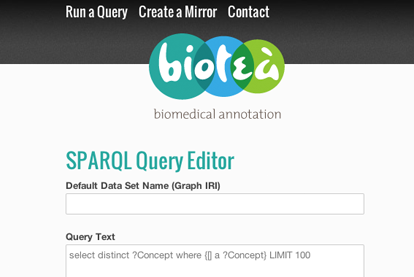 Run a Query Create a Mirror Contact
bioteà
biomedical annotation
SPARQL Query Editor
Default Data Set Name (Graph IRI)
Query Text
select distinct ?Concept where {[] a ?Concept} LIMIT 100